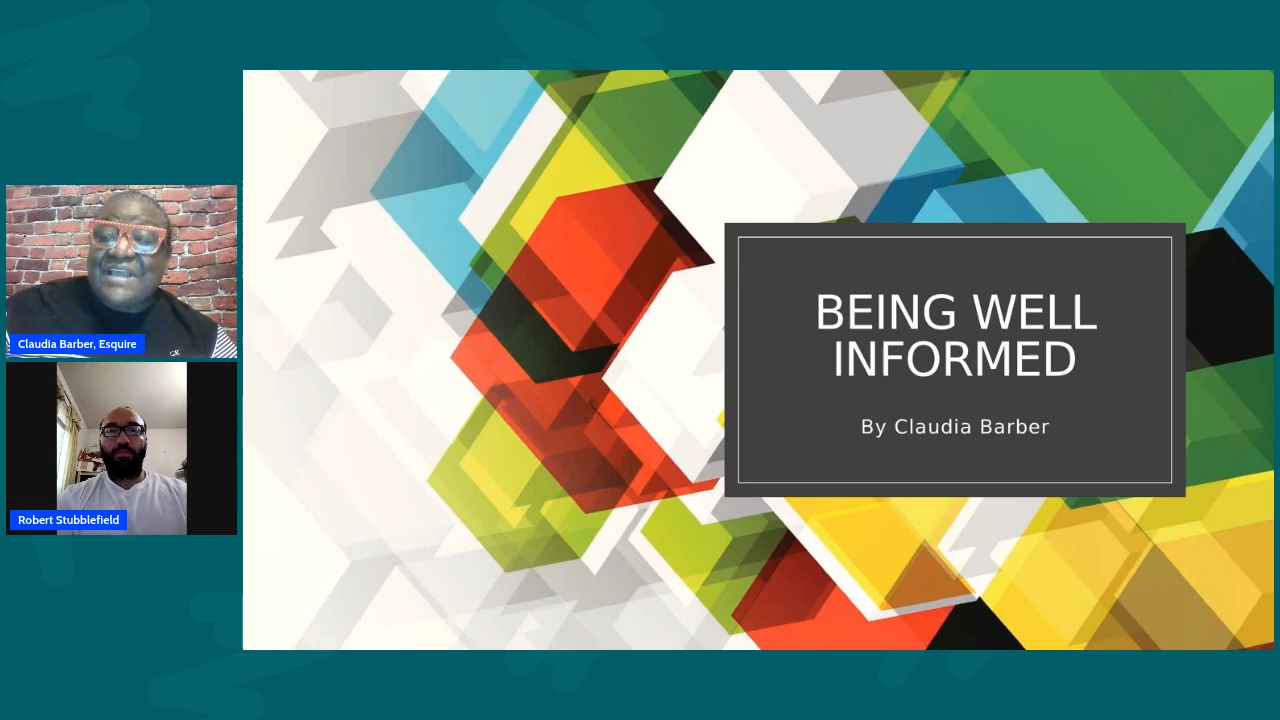 Claudia Barber, Esquire
Robert Stubblefield
BEING WELL
INFORMED
By Claudia Barber